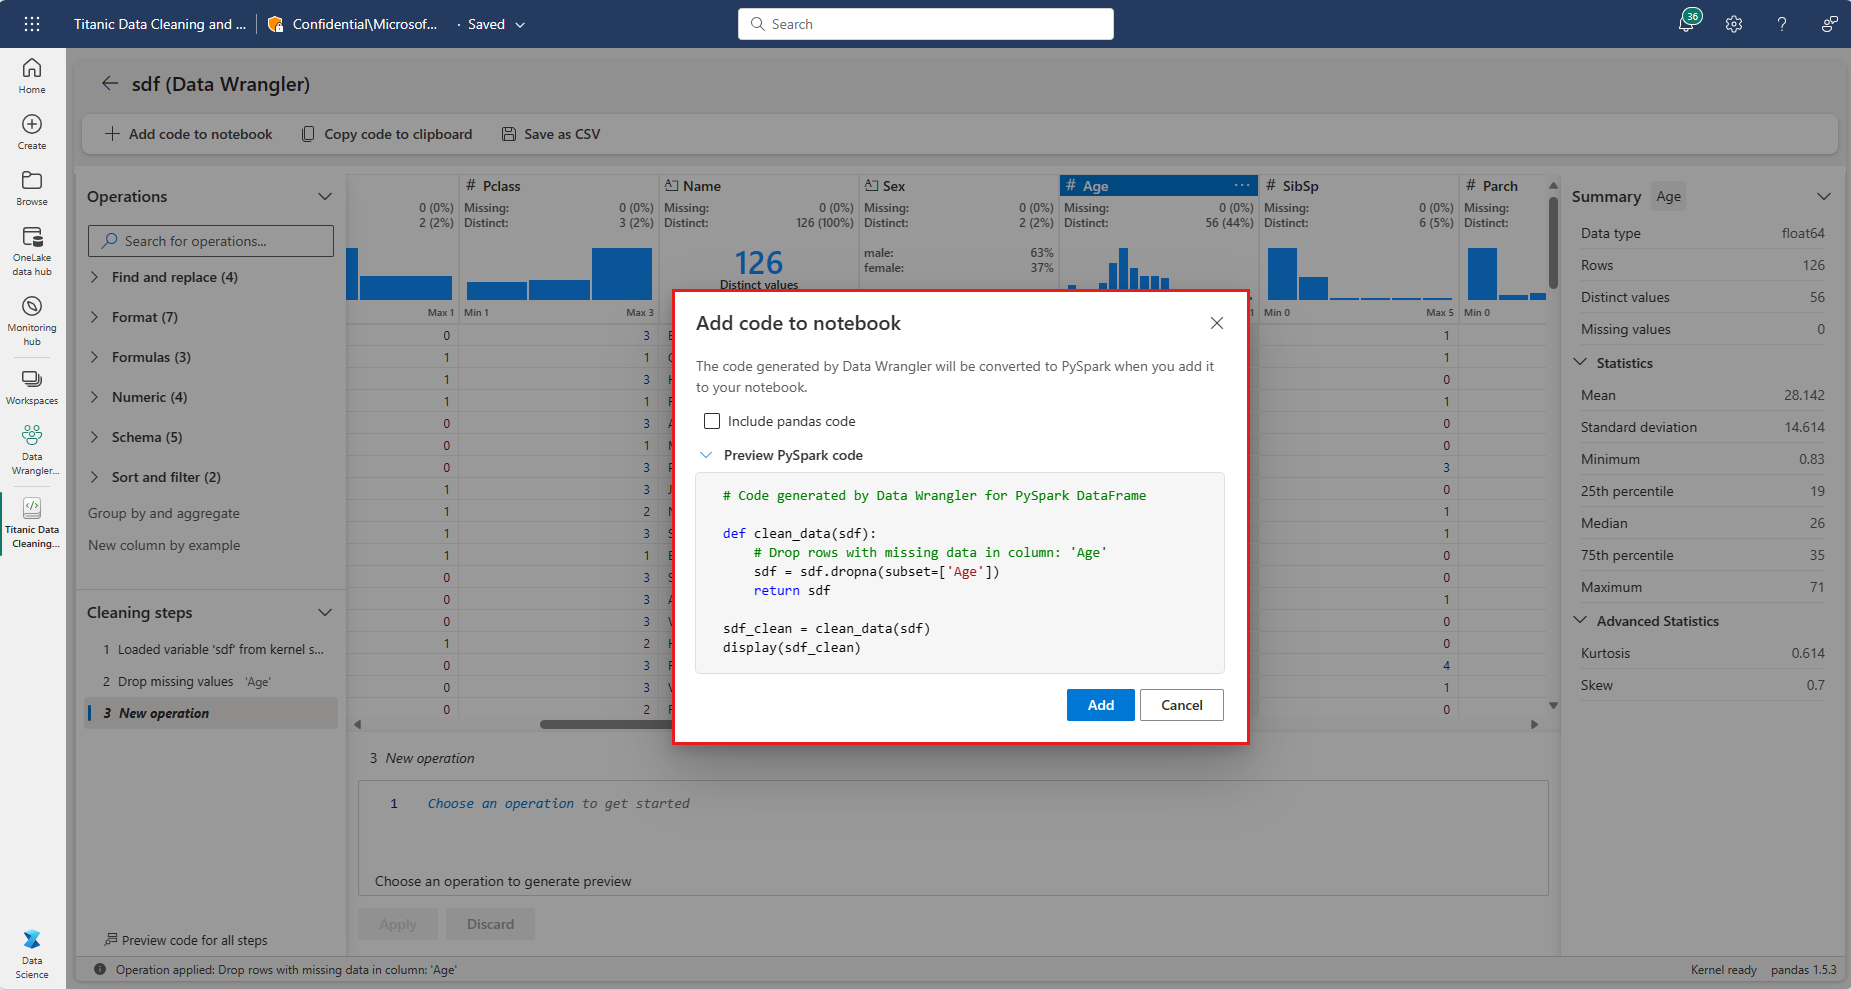 Titanic Data Cleaning and ...
Confidential\Microsof...
· Saved
Search
36
Home
Create
Browse
OneLake
data hub
Monitoring
hub
Workspaces
Data
Wrangler...
Titanic Data
Cleaning...
Data
Science
sdf (Data Wrangler)
Add code to notebook
Copy code to clipboard
Save as CSV
Operations
Search for operations...
Find and replace (4)
Format (7)
Formulas (3)
Numeric (4)
Schema (5)
Sort and filter (2)
Group by and aggregate
New column by example
Cleaning steps
1 Loaded variable 'sdf' from kernel s...
2 Drop missing values 'Age'
3 New operation
Preview code for all steps
# Pclass
Name
Sex
# Age ...
# SibSp
# Parch
0 (0%) Missing: 0 (0%) Missing: 0 (0%) Missing: 0 (0%) Missing: 0 (0%) Missing: 0 (0%) Missing:
2 (2%) Distinct: 3 (2%) Distinct: 126 (100%) Distinct: 2 (2%) Distinct: 56 (44%) Distinct: 6 (5%) Distinct:
126
Distinct values
male: 63%
female: 37%
Max 1 Min 1 Max 3 Min 0 Max 5 Min 0
0 3 1
1 1 1
1 3 0
1 1 1
0 3 0
0 1 0
0 3 3
1 3 0
1 2 1
1 3 1
1 1 0
0 3 0
0 3 1
0 3 0
1 2 0
0 3 4
0 3 1
0 2 0
Add code to notebook
The code generated by Data Wrangler will be converted to PySpark when you add it
to your notebook.
Include pandas code
Preview PySpark code
# Code generated by Data Wrangler for PySpark DataFrame
def clean_data(sdf):
# Drop rows with missing data in column: 'Age'
sdf = sdf.dropna(subset=['Age'])
return sdf
sdf_clean = clean_data(sdf)
display(sdf_clean)
Add
Cancel
3 New operation
1 Choose an operation to get started
Choose an operation to generate preview
Apply
Discard
Summary Age
Data type float64
Rows 126
Distinct values 56
Missing values 0
Statistics
Mean 28.142
Standard deviation 14.614
Minimum 0.83
25th percentile 19
Median 26
75th percentile 35
Maximum 71
Advanced Statistics
Kurtosis 0.614
Skew 0.7
Operation applied: Drop rows with missing data in column: 'Age'
Kernel ready pandas 1.5.3